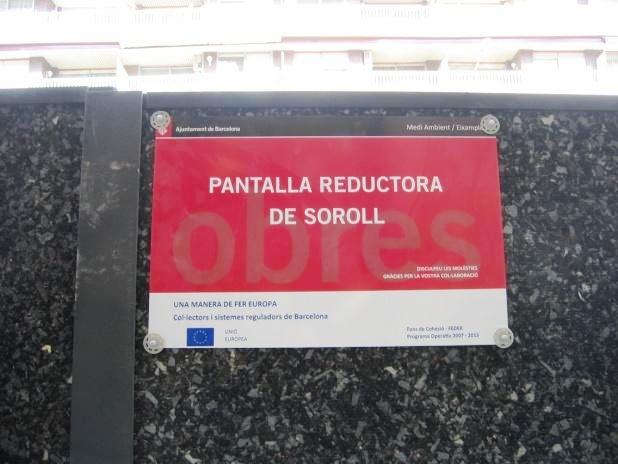 Ajuntament de Barcelona
Medi Ambient / Eixample
PANTALLA REDUCTORA
DE SOROLL
obres
DISCULPEU LES MOLÈSTIES
GRÀCIES PER LA VOSTRA COL·LABORACIÓ
UNA MANERA DE FER EUROPA
Col·lectors i sistemes reguladors de Barcelona
UNIÓ
EUROPEA
Fons de Cohesió - FEDER
Programa Operatiu 2007 - 2013